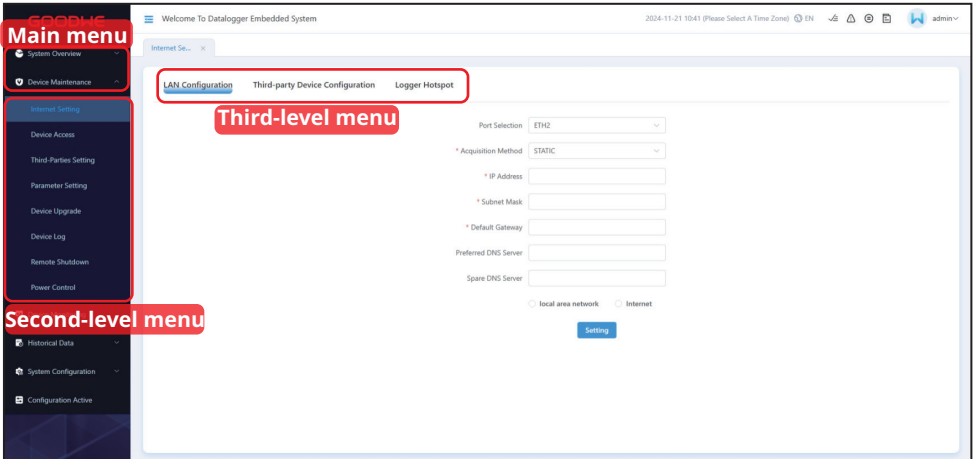 GOODWE
Welcome To Datalogger Embedded System
2024-11-21 10:41 (Please Select A Time Zone)
EN
admin
Main menu
System Overview
Internet Se... ×
Device Maintenance
LAN Configuration
Third-party Device Configuration
Logger Hotspot
Internet Setting
Third-level menu
Port Selection
ETH2
Device Access
* Acquisition Method
STATIC
Third-Parties Setting
* IP Address
Parameter Setting
* Subnet Mask
Device Upgrade
* Default Gateway
Device Log
Preferred DNS Server
Remote Shutdown
Spare DNS Server
Power Control
local area network
Internet
Second-level menu
Setting
Historical Data
System Configuration
Configuration Active